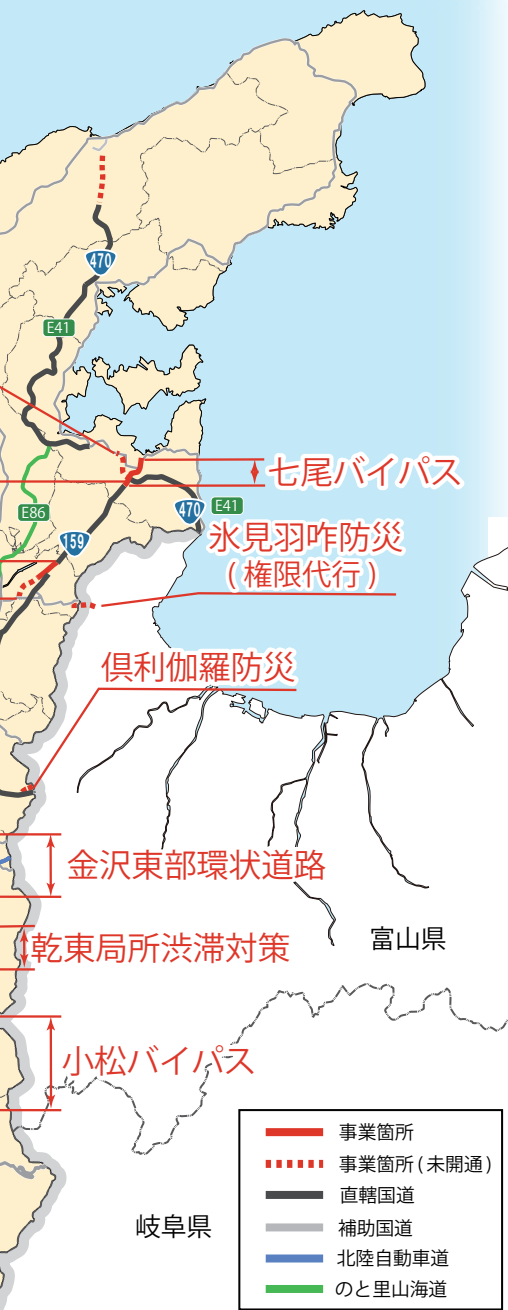 470
E41
七尾バイパス
E86
470
E41
159
氷見羽咋防災
(権限代行)
倶利伽羅防災
金沢東部環状道路
乾東局所渋滞対策
富山県
小松バイパス
岐阜県
事業箇所
事業箇所(未開通)
直轄国道
補助国道
北陸自動車道
のと里山海道